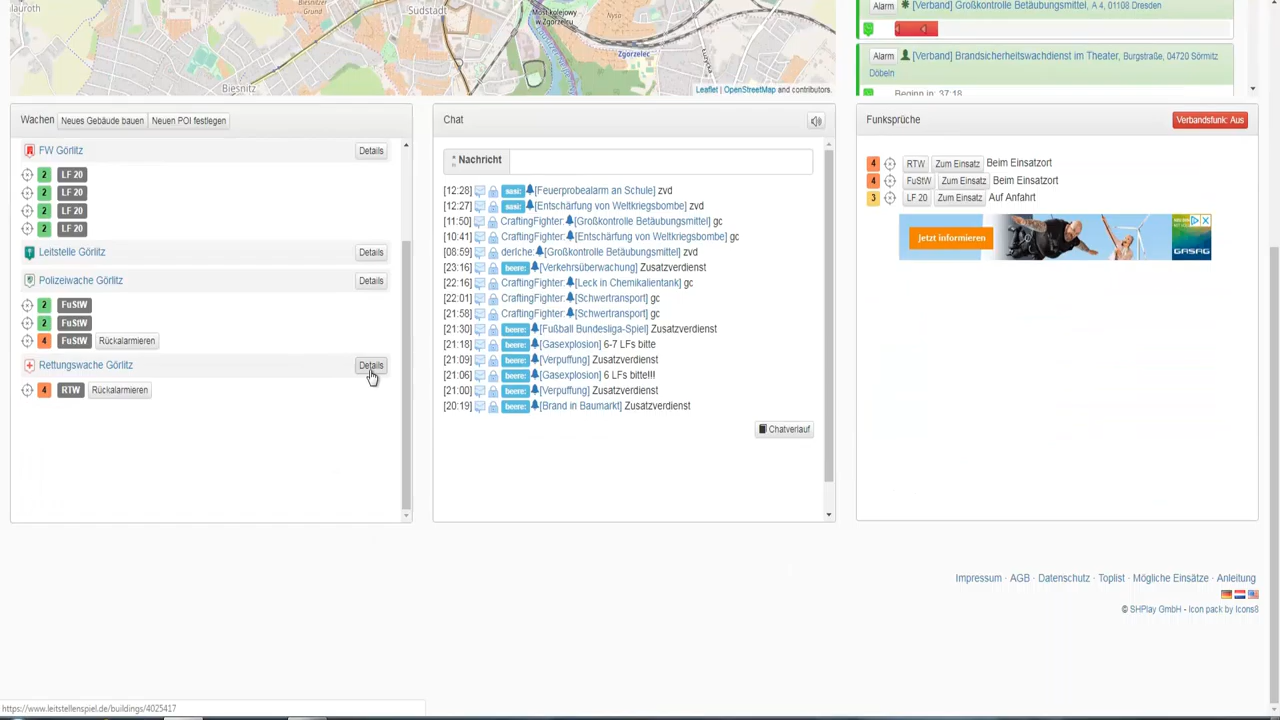 lauroth
Südstadt
Most kolejowy
w Zgorzelec
Zgorzelec
Biesnitz
Leaflet | OpenStreetMap and contributors.
Alarm [Verband] Großkontrolle Betäubungsmittel, A 4, 01108 Dresden
Alarm [Verband] Brandsicherheitswachdienst im Theater, Burgstraße, 04720 Sörmitz
Döbeln
Beginn in: 37:18
Wachen Neues Gebäude bauen Neuen POI festlegen
FW Görlitz Details
2 LF 20
2 LF 20
2 LF 20
2 LF 20
Leitstelle Görlitz Details
Polizeiwache Görlitz Details
2 FuStW
2 FuStW
4 FuStW Rückalarmieren
Rettungswache Görlitz Details
4 RTW Rückalarmieren
Chat
Nachricht
[12:28] sasi: [Feuerprobealarm an Schule] zvd
[12:27] sasi: [Entschärfung von Weltkriegsbombe] zvd
[11:50] CraftingFighter: [Großkontrolle Betäubungsmittel] gc
[10:41] CraftingFighter: [Entschärfung von Weltkriegsbombe] gc
[08:59] derIche: [Großkontrolle Betäubungsmittel] zvd
[23:16] beere: [Verkehrsüberwachung] Zusatzverdienst
[22:16] CraftingFighter: [Leck in Chemikalientank] gc
[22:01] CraftingFighter: [Schwertransport] gc
[21:58] CraftingFighter: [Schwertransport] gc
[21:30] beere: [Fußball Bundesliga-Spiel] Zusatzverdienst
[21:18] beere: [Gasexplosion] 6-7 LFs bitte
[21:09] beere: [Verpuffung] Zusatzverdienst
[21:06] beere: [Gasexplosion] 6 LFs bitte!!!
[21:00] beere: [Verpuffung] Zusatzverdienst
[20:19] beere: [Brand in Baumarkt] Zusatzverdienst
Chatverlauf
Funksprüche Verbandsfunk: Aus
4 RTW Zum Einsatz Beim Einsatzort
4 FuStW Zum Einsatz Beim Einsatzort
3 LF 20 Zum Einsatz Auf Anfahrt
Jetzt informieren
GASAG
Impressum · AGB · Datenschutz · Toplist · Mögliche Einsätze · Anleitung
© SHPlay GmbH - Icon pack by Icons8
https://www.leitstellenspiel.de/buildings/4025417